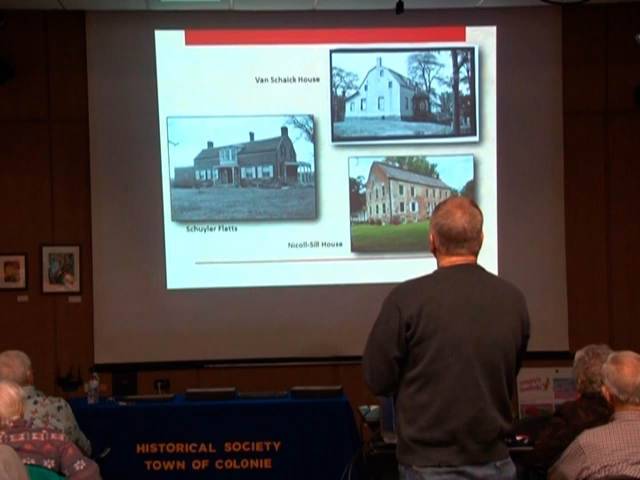 Van Schaick House
Schuyler Flatts
Nicoll-Sill House
HISTORICAL SOCIETY
TOWN OF COLONIE